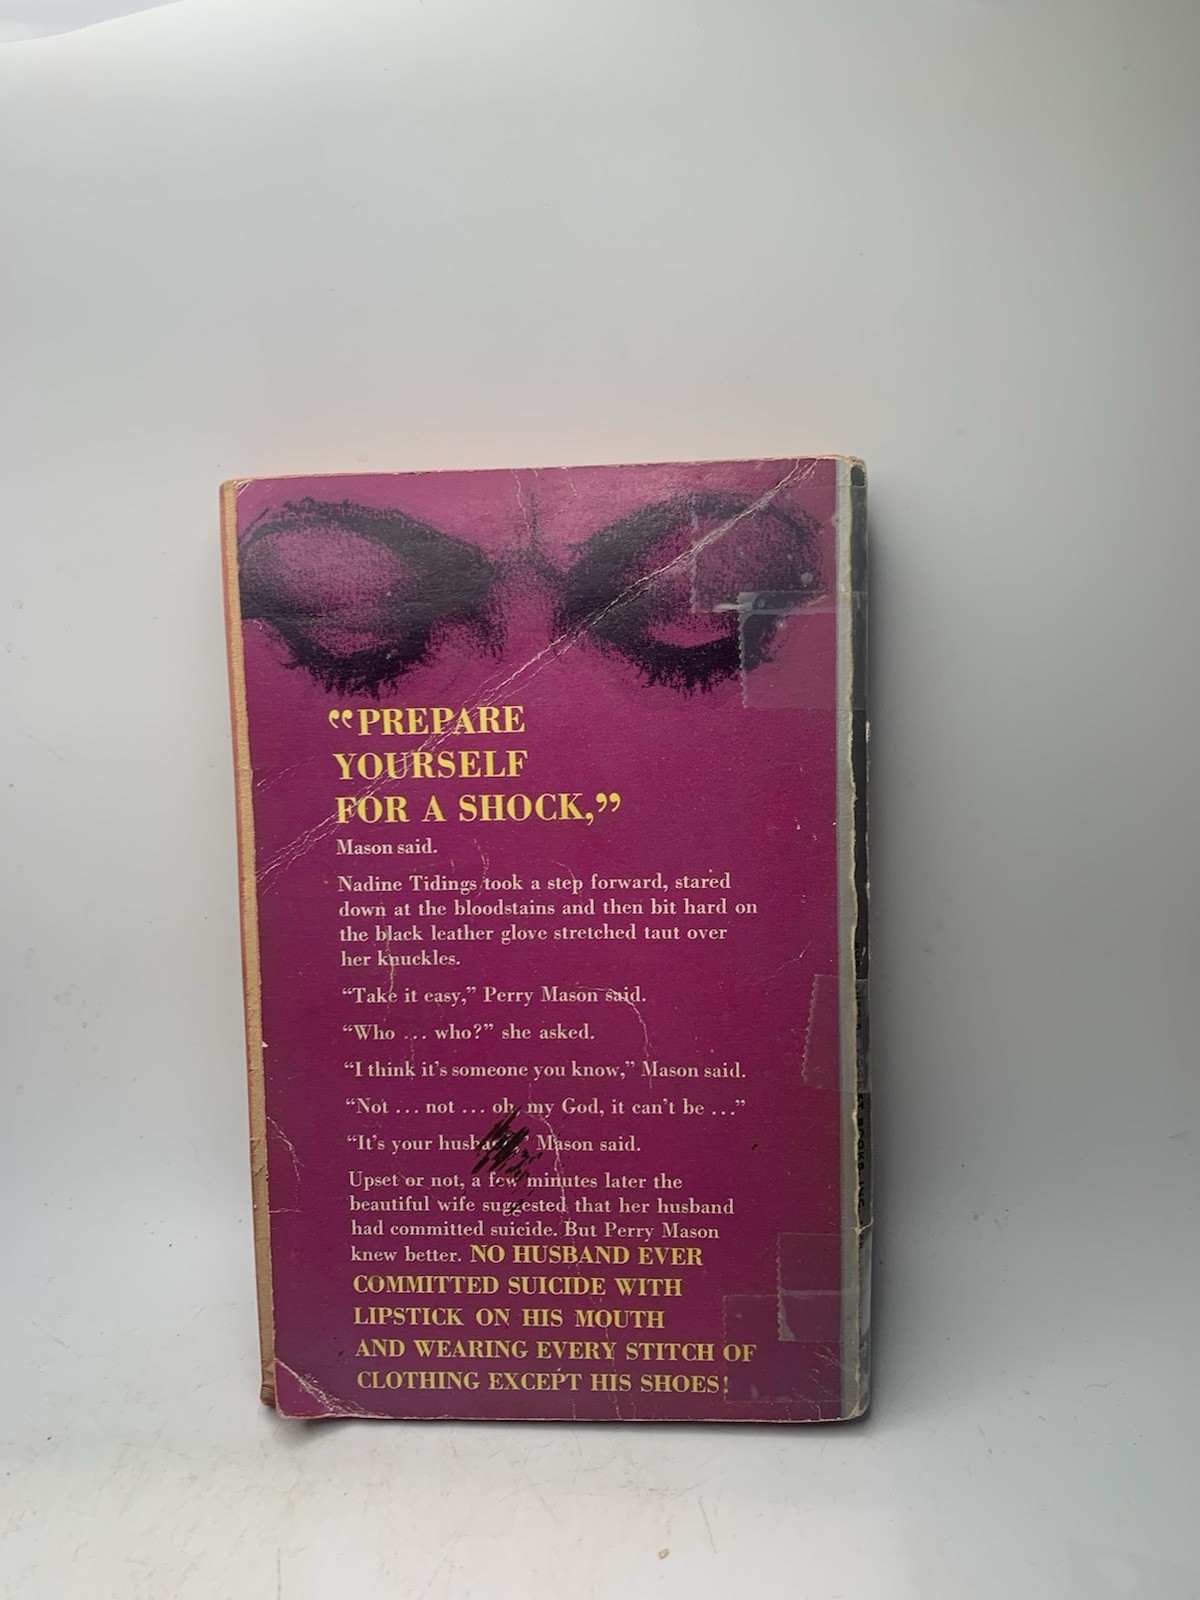 “PREPARE
YOURSELF
FOR A SHOCK,”
Mason said.
Nadine Tidings took a step forward, stared
down at the bloodstains and then bit hard on
the black leather glove stretched taut over
her knuckles.
“Take it easy,” Perry Mason said.
“Who ... who?” she asked.
“I think it’s someone you know,” Mason said.
“Not ... not ... oh, my God, it can’t be ...”
“It’s your Mason said.
Upset or not, a few minutes later the
beautiful wife suggested that her husband
had committed suicide. But Perry Mason
knew better. NO HUSBAND EVER
COMMITTED SUICIDE WITH
LIPSTICK ON HIS MOUTH
AND WEARING EVERY STITCH OF
CLOTHING EXCEPT HIS SHOES!
BOOKS, INC.